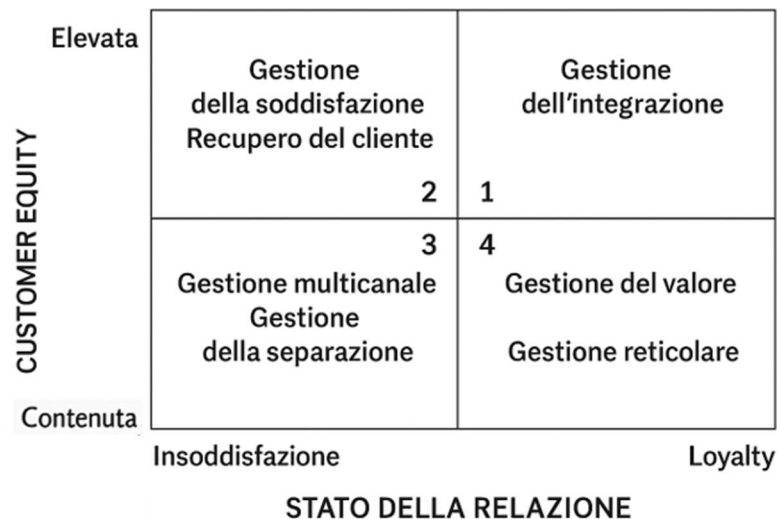 Elevata
Gestione
della soddisfazione
Recupero del cliente
2
Gestione
dell'integrazione
1
CUSTOMER EQUITY
3
Gestione multicanale
Gestione
della separazione
4
Gestione del valore
Gestione reticolare
Contenuta
Insoddisfazione
Loyalty
STATO DELLA RELAZIONE